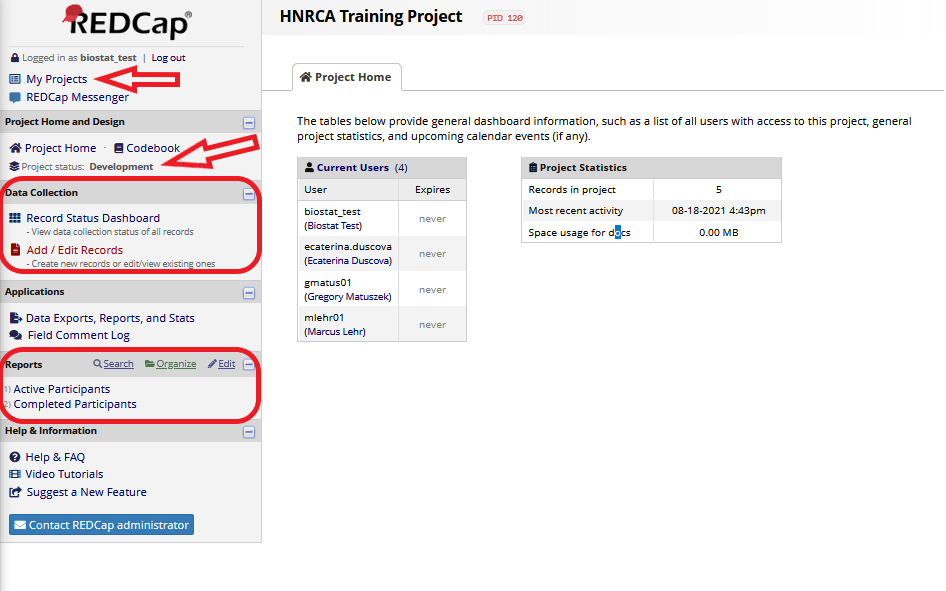 REDCap®
Logged in as biostat_test | Log out
My Projects
REDCap Messenger
Project Home and Design
Project Home · Codebook
Project status: Development
Data Collection
Record Status Dashboard
- View data collection status of all records
Add / Edit Records
- Create new records or edit/view existing ones
Applications
Data Exports, Reports, and Stats
Field Comment Log
Reports Search Organize Edit
1) Active Participants
2) Completed Participants
Help & Information
Help & FAQ
Video Tutorials
Suggest a New Feature
Contact REDCap administrator
HNRCA Training Project PID 120
Project Home
The tables below provide general dashboard information, such as a list of all users with access to this project, general
project statistics, and upcoming calendar events (if any).
Current Users (4)
User Expires
biostat_test
(Biostat Test)
never
ecaterina.duscova
(Ecaterina Duscova)
never
gmatus01
(Gregory Matuszek)
never
mlehr01
(Marcus Lehr)
never
Project Statistics
Records in project 5
Most recent activity 08-18-2021 4:43pm
Space usage for docs 0.00 MB